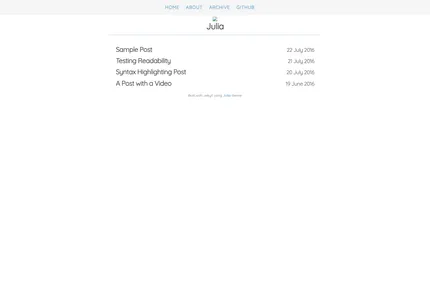 HOME ABOUT ARCHIVE GITHUB
Julia
Sample Post 22 July 2016
Testing Readability 21 July 2016
Syntax Highlighting Post 20 July 2016
A Post with a Video 19 June 2016